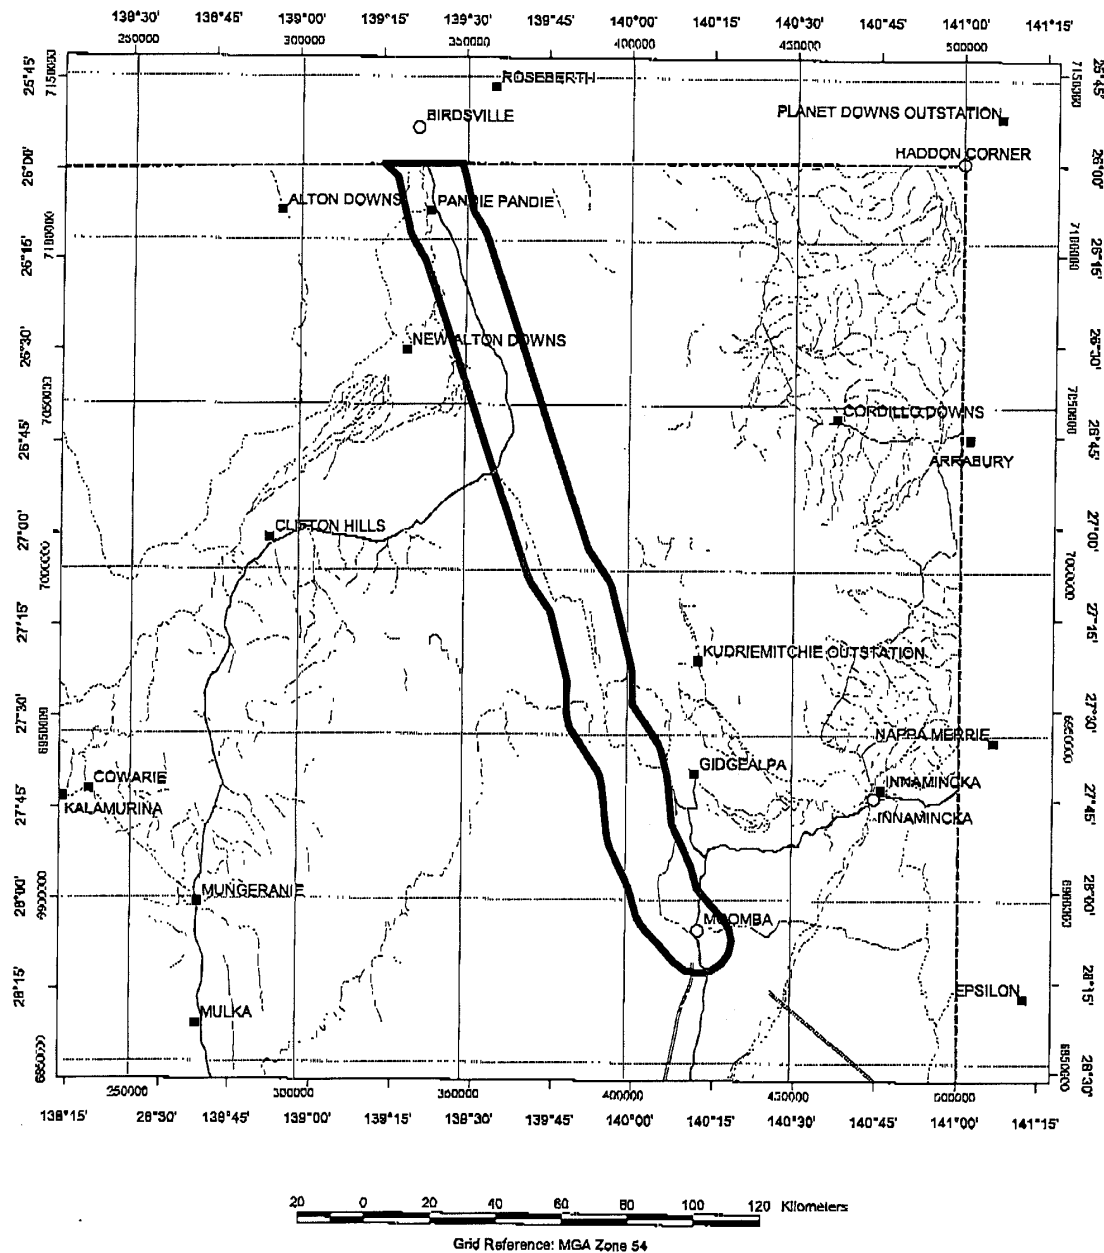 138°30' 138°45' 139°00' 139°15' 139°30' 139°45' 140°00' 140°15' 140°30' 140°45' 141°00' 141°15'
250000 300000 350000 400000 450000 500000
25°45'
7150000
ROSEBERTH
BIRDSVILLE
PLANET DOWNS OUTSTATION
HADDON CORNER
25°45'
7150000
26°00'
26°00'
ALTON DOWNS
PANDIE PANDIE
7100000
7100000
26°15'
26°15'
26°30'
NEW ALTON DOWNS
26°30'
7050000
7050000
CORDILLO DOWNS
26°45'
26°45'
ARRABURY
27°00'
CLIFTON HILLS
27°00'
7000000
7000000
27°15'
27°15'
KUDRIEMITCHIE OUTSTATION
27°30'
27°30'
6950000
6950000
NAPPA MERRIE
GIDGEALPA
COWARIE
INNAMINCKA
KALAMURINA
27°45'
27°45'
INNAMINCKA
28°00'
MUNGERANIE
28°00'
6900000
6900000
MOOMBA
28°15'
28°15'
EPSILON
MULKA
6850000
6850000
28°30'
250000 300000 350000 400000 450000 500000
138°15' 28°30' 138°45' 139°00' 139°15' 139°30' 139°45' 140°00' 140°15' 140°30' 140°45' 141°00' 141°15'
20 0 20 40 60 80 100 120 Kilometers
Grid Reference: MGA Zone 54